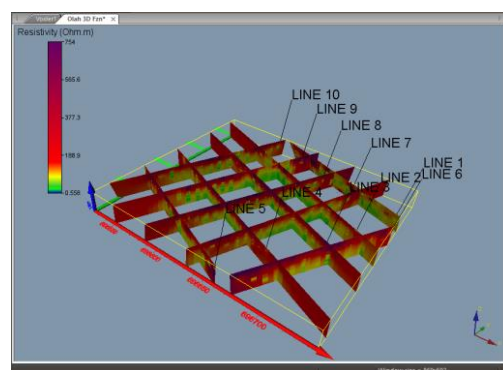 Olah 3D Fan*
Resistivity (Ohm.m)
754
565.6
377.3
188.9
0.556
LINE 10
LINE 9
LINE 8
LINE 7
LINE 1
LINE 6
LINE 2
LINE 3
LINE 4
LINE 5